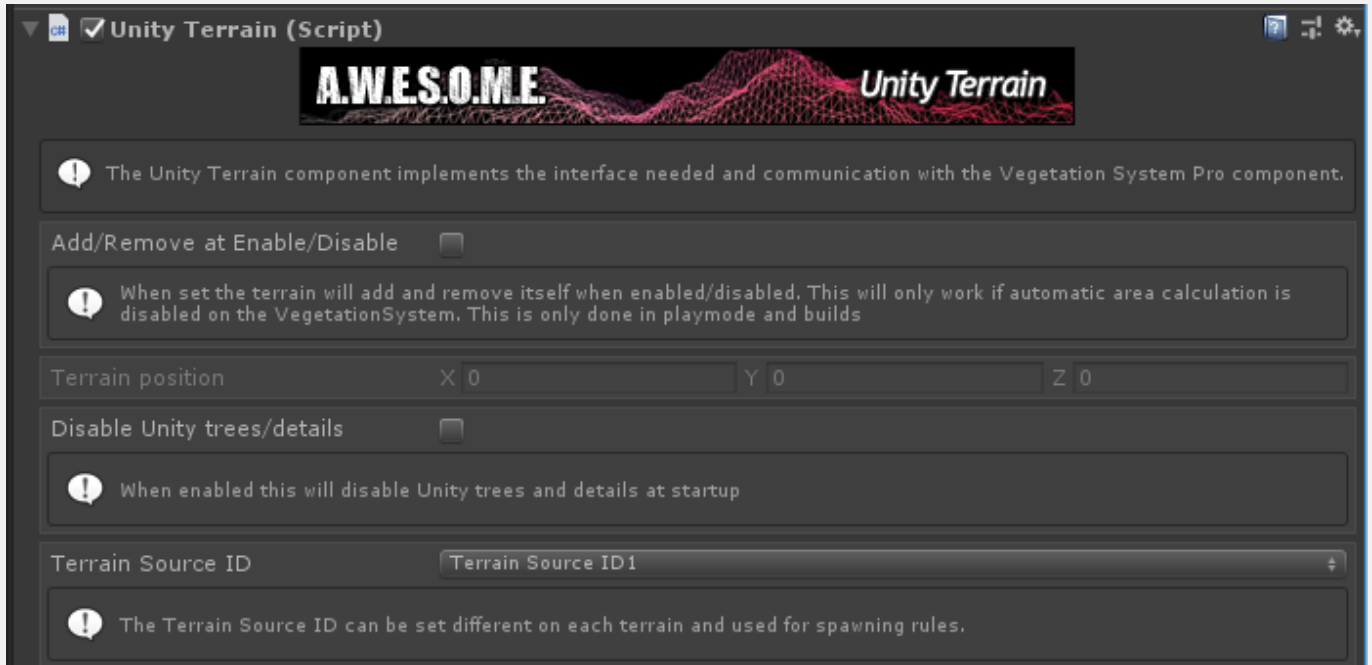 Unity Terrain (Script)
A.W.E.S.O.M.E. Unity Terrain
The Unity Terrain component implements the interface needed and communication with the Vegetation System Pro component.
Add/Remove at Enable/Disable
When set the terrain will add and remove itself when enabled/disabled. This will only work if automatic area calculation is
disabled on the VegetationSystem. This is only done in playmode and builds
Terrain position X 0 Y 0 Z 0
Disable Unity trees/details
When enabled this will disable Unity trees and details at startup
Terrain Source ID Terrain Source ID1
The Terrain Source ID can be set different on each terrain and used for spawning rules.